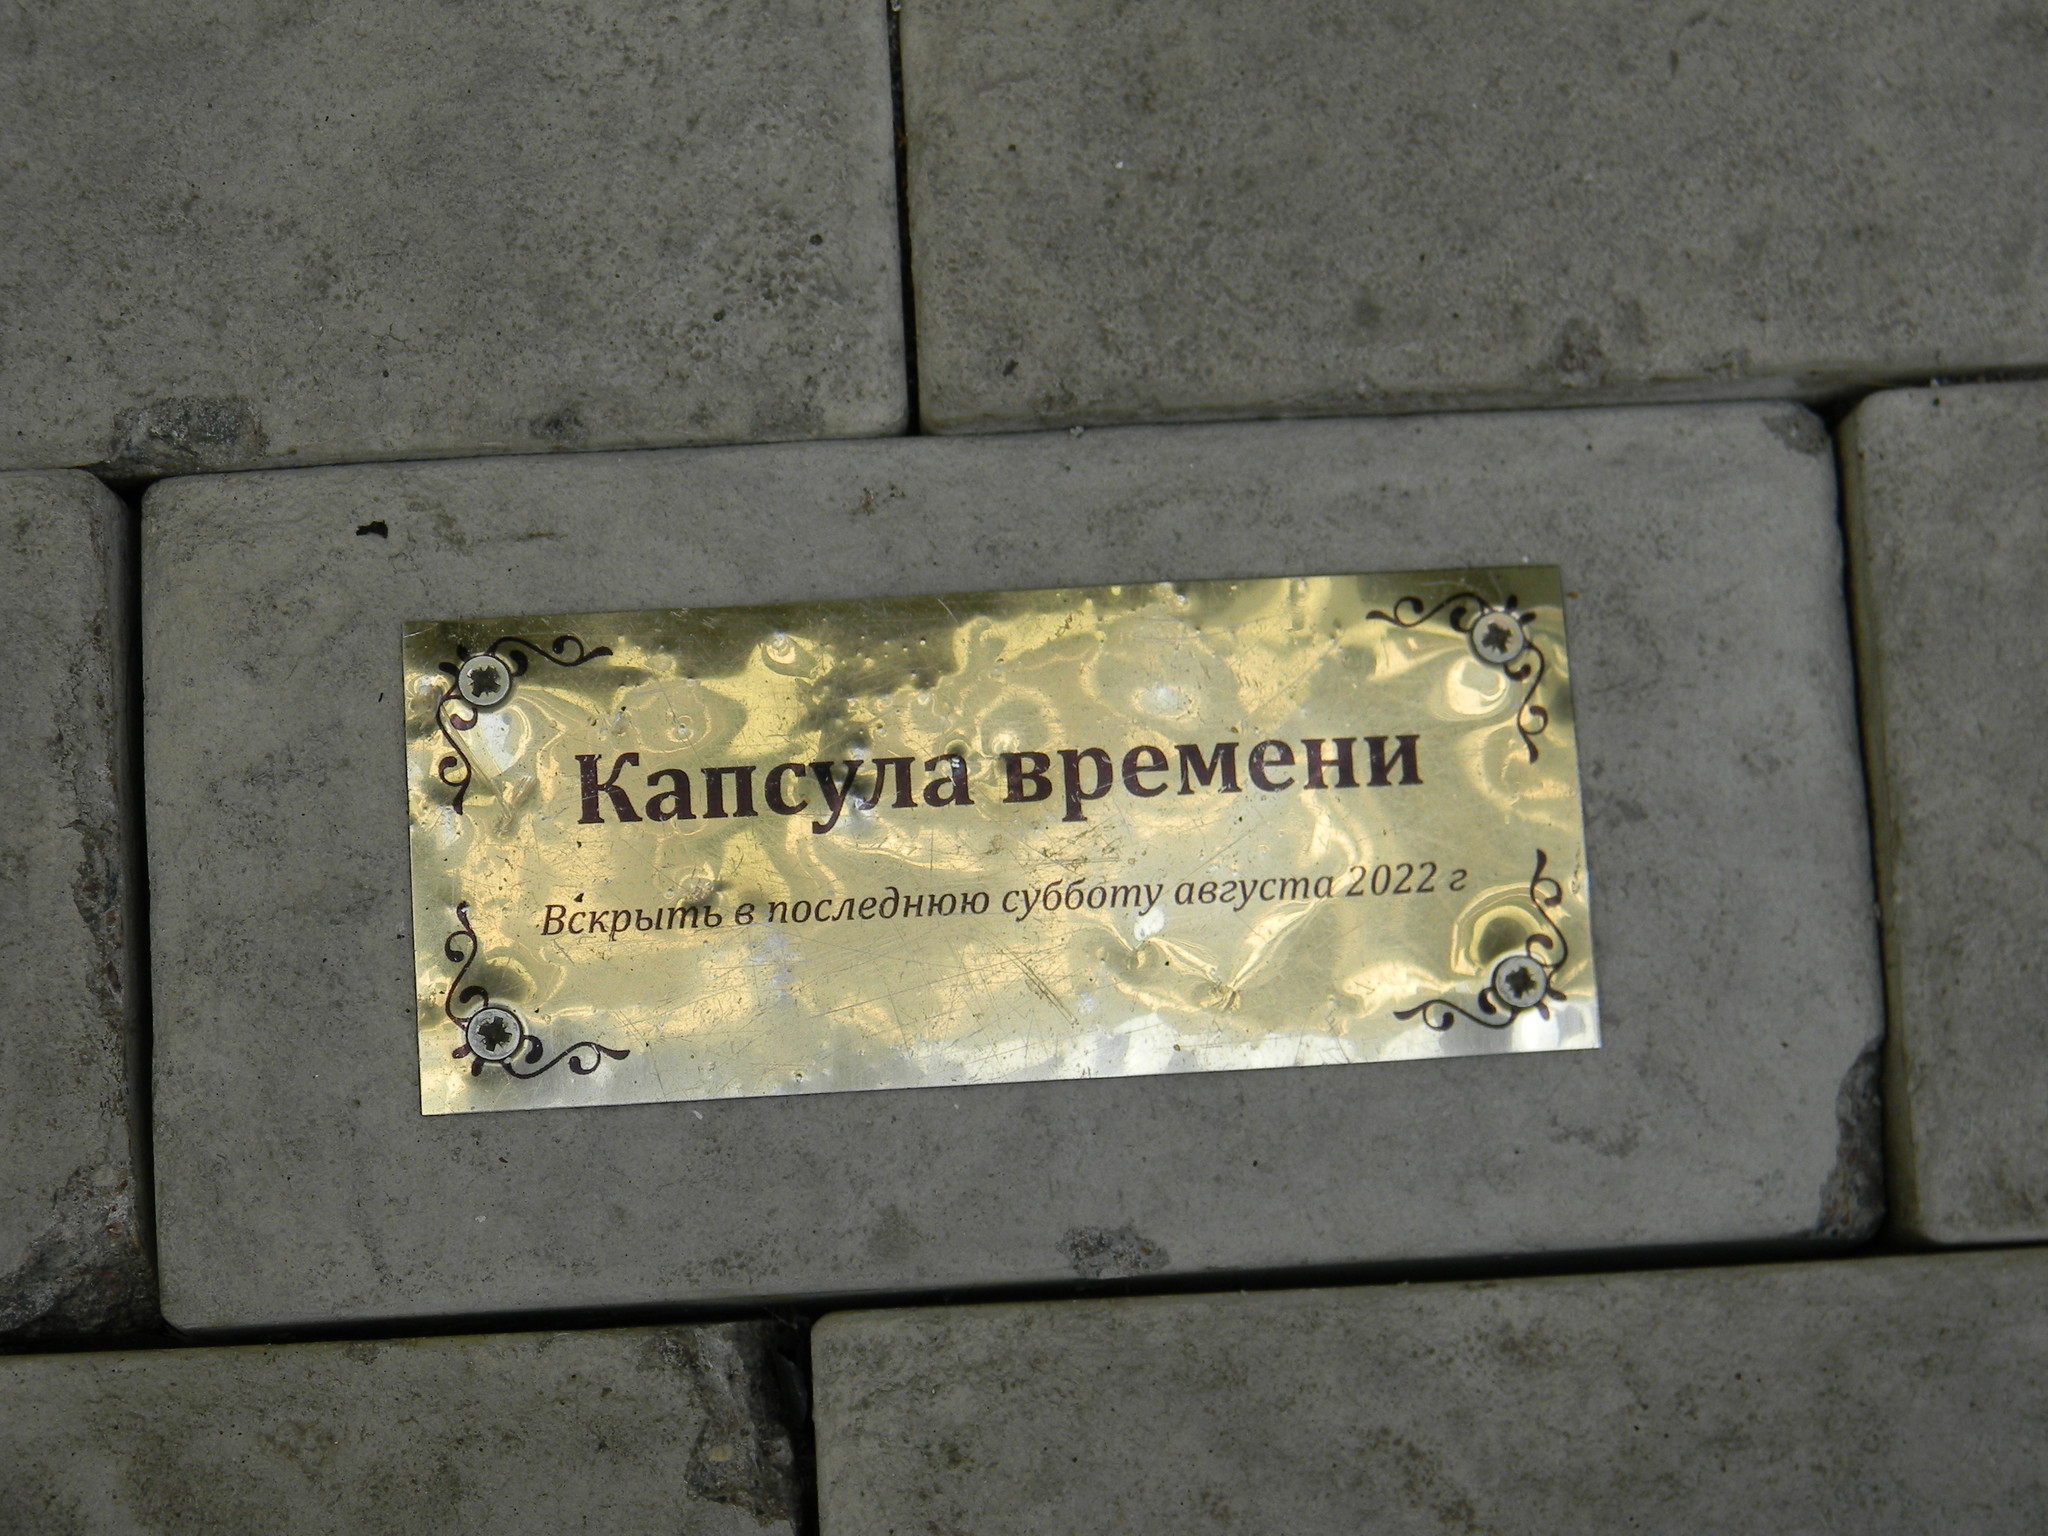 Капсула времени
Вскрыть в последнюю субботу августа 2022 г